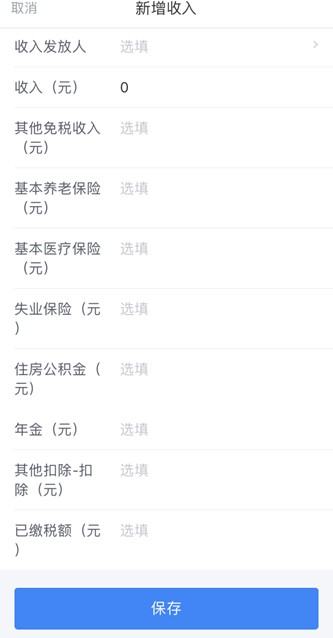 取消 新增收入
收入发放人 选填
收入（元） 0
其他免税收入 选填
（元）
基本养老保险 选填
（元）
基本医疗保险 选填
（元）
失业保险（元 选填
）
住房公积金（ 选填
元）
年金（元） 选填
其他扣除-扣 选填
除（元）
已缴税额（元 选填
）
保存